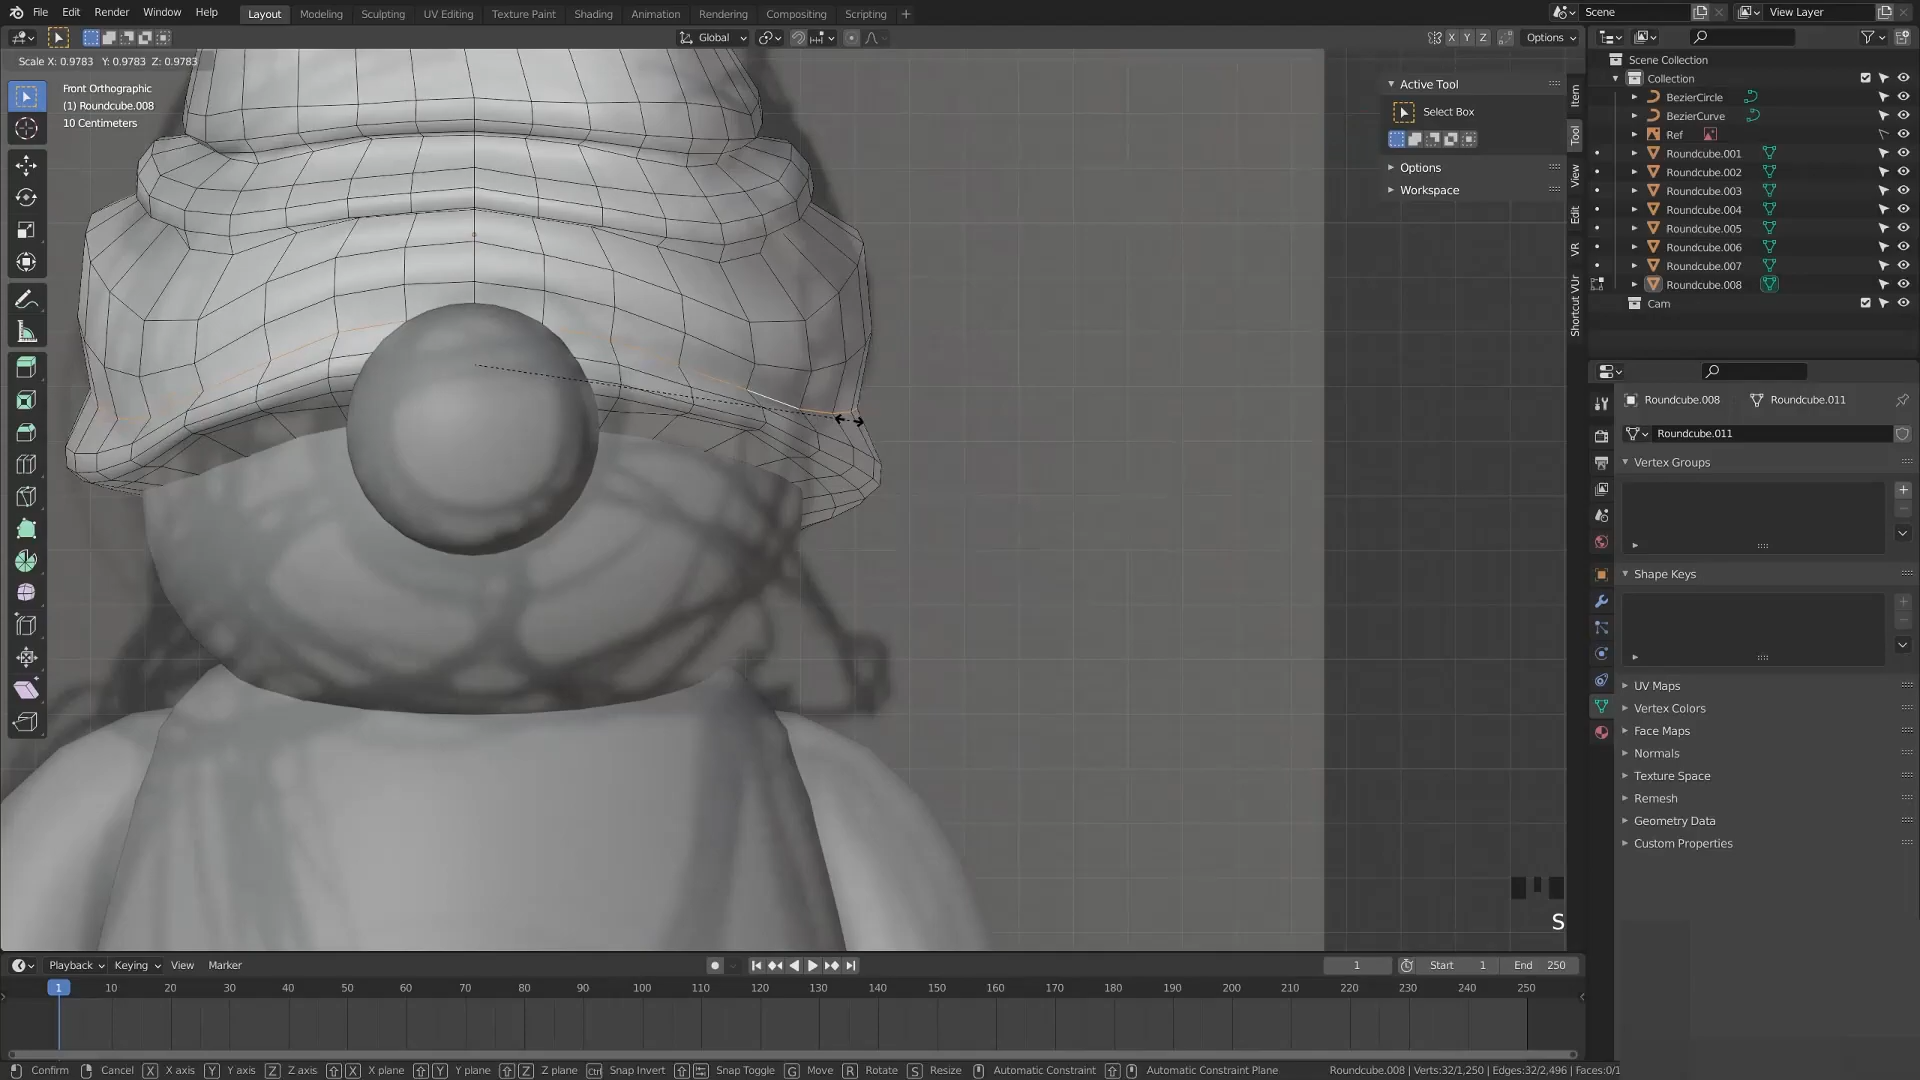 File Edit Render Window Help Layout Modeling Sculpting UV Editing Texture Paint Shading Animation Rendering Compositing Scripting + Scene View Layer
Global X Y Z Options
Scale X: 0.9783 Y: 0.9783 Z: 0.9783
Front Orthographic
(1) Roundcube.008
10 Centimeters
Active Tool
Select Box
Options
Workspace
Item
Tool
View
Edit
VR
Shortcut VUr
Scene Collection
Collection
BezierCircle
BezierCurve
Ref
Roundcube.001
Roundcube.002
Roundcube.003
Roundcube.004
Roundcube.005
Roundcube.006
Roundcube.007
Roundcube.008
Cam
Roundcube.008 Roundcube.011
Roundcube.011
Vertex Groups
Shape Keys
UV Maps
Vertex Colors
Face Maps
Normals
Texture Space
Remesh
Geometry Data
Custom Properties
S
Playback Keying View Marker 1 Start 1 End 250
1 10 20 30 40 50 60 70 80 90 100 110 120 130 140 150 160 170 180 190 200 210 220 230 240 250
Confirm Cancel X X axis Y Y axis Z Z axis X X plane Y Y plane Z Z plane Ctrl Snap Invert Snap Toggle G Move R Rotate S Resize Automatic Constraint Automatic Constraint Plane Roundcube.008 | Verts:32/1,250 | Edges:32/2,496 | Faces:0/1